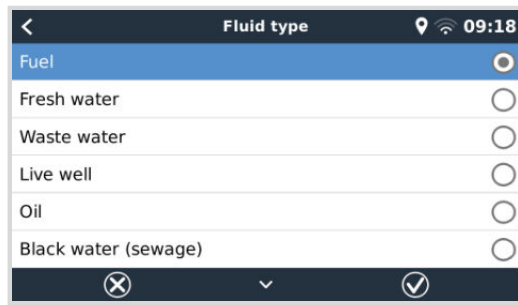 Fluid type 09:18
Fuel
Fresh water
Waste water
Live well
Oil
Black water (sewage)